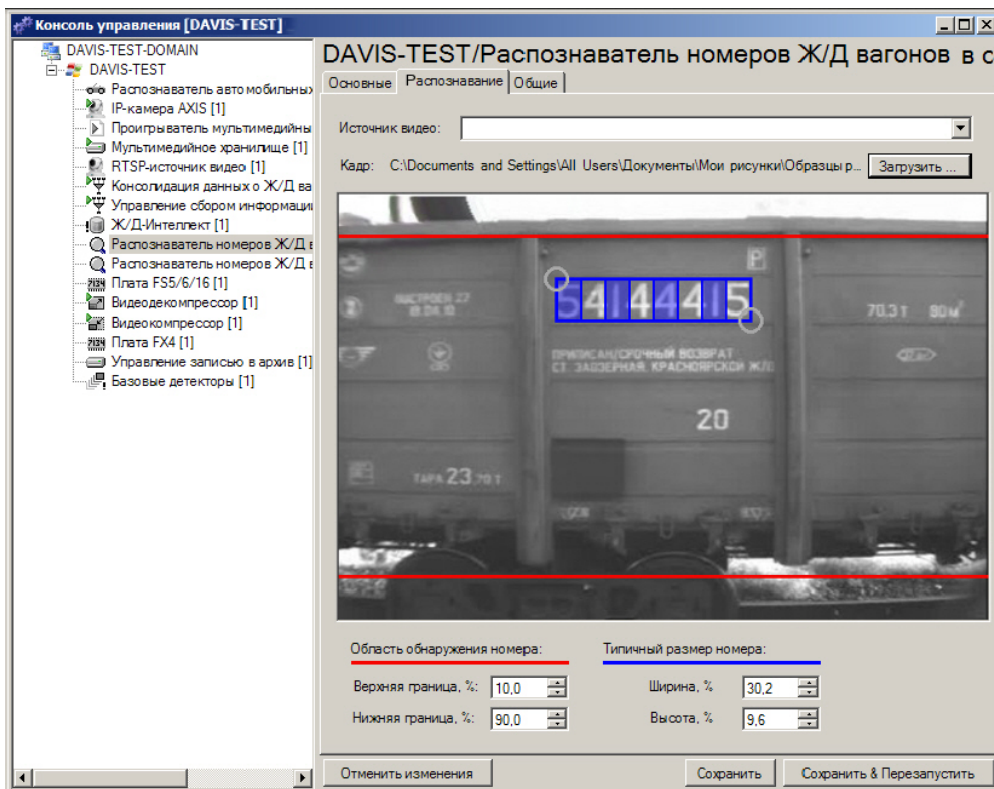 Консоль управления [DAVIS-TEST]
DAVIS-TEST-DOMAIN
DAVIS-TEST
Распознаватель автомобильны
IP-камера AXIS [1]
Проигрыватель мультимедийны
Мультимедийное хранилище [1]
RTSP-источник видео [1]
Консолидация данных о Ж/Д ва
Управление сбором информаци
Ж/Д-Интеллект [1]
Распознаватель номеров Ж/Д в
Распознаватель номеров Ж/Д в
Плата FS5/6/16 [1]
Видеодекомпрессор [1]
Видеокомпрессор [1]
Плата FX4 [1]
Управление записью в архив [1]
Базовые детекторы [1]
DAVIS-TEST/Распознаватель номеров Ж/Д вагонов в с
Основные Распознавание Общие
Источник видео:
Кадр: C:\Documents and Settings\All Users\Документы\Мои рисунки\Образцы р... Загрузить ...
Р
54144415
70.3 т 90 м³
ПРИПИСАН/СРОЧНЫЙ ВОЗВРАТ
СТ. ЗАОЗЕРНАЯ, КРАСНОЯРСКОЙ Ж/Д
20
ТАРА 23.70 т
Область обнаружения номера: Типичный размер номера:
Верхняя граница, %: 10,0 Ширина, % 30,2
Нижняя граница, %: 90,0 Высота, % 9,6
Отменить изменения Сохранить Сохранить & Перезапустить